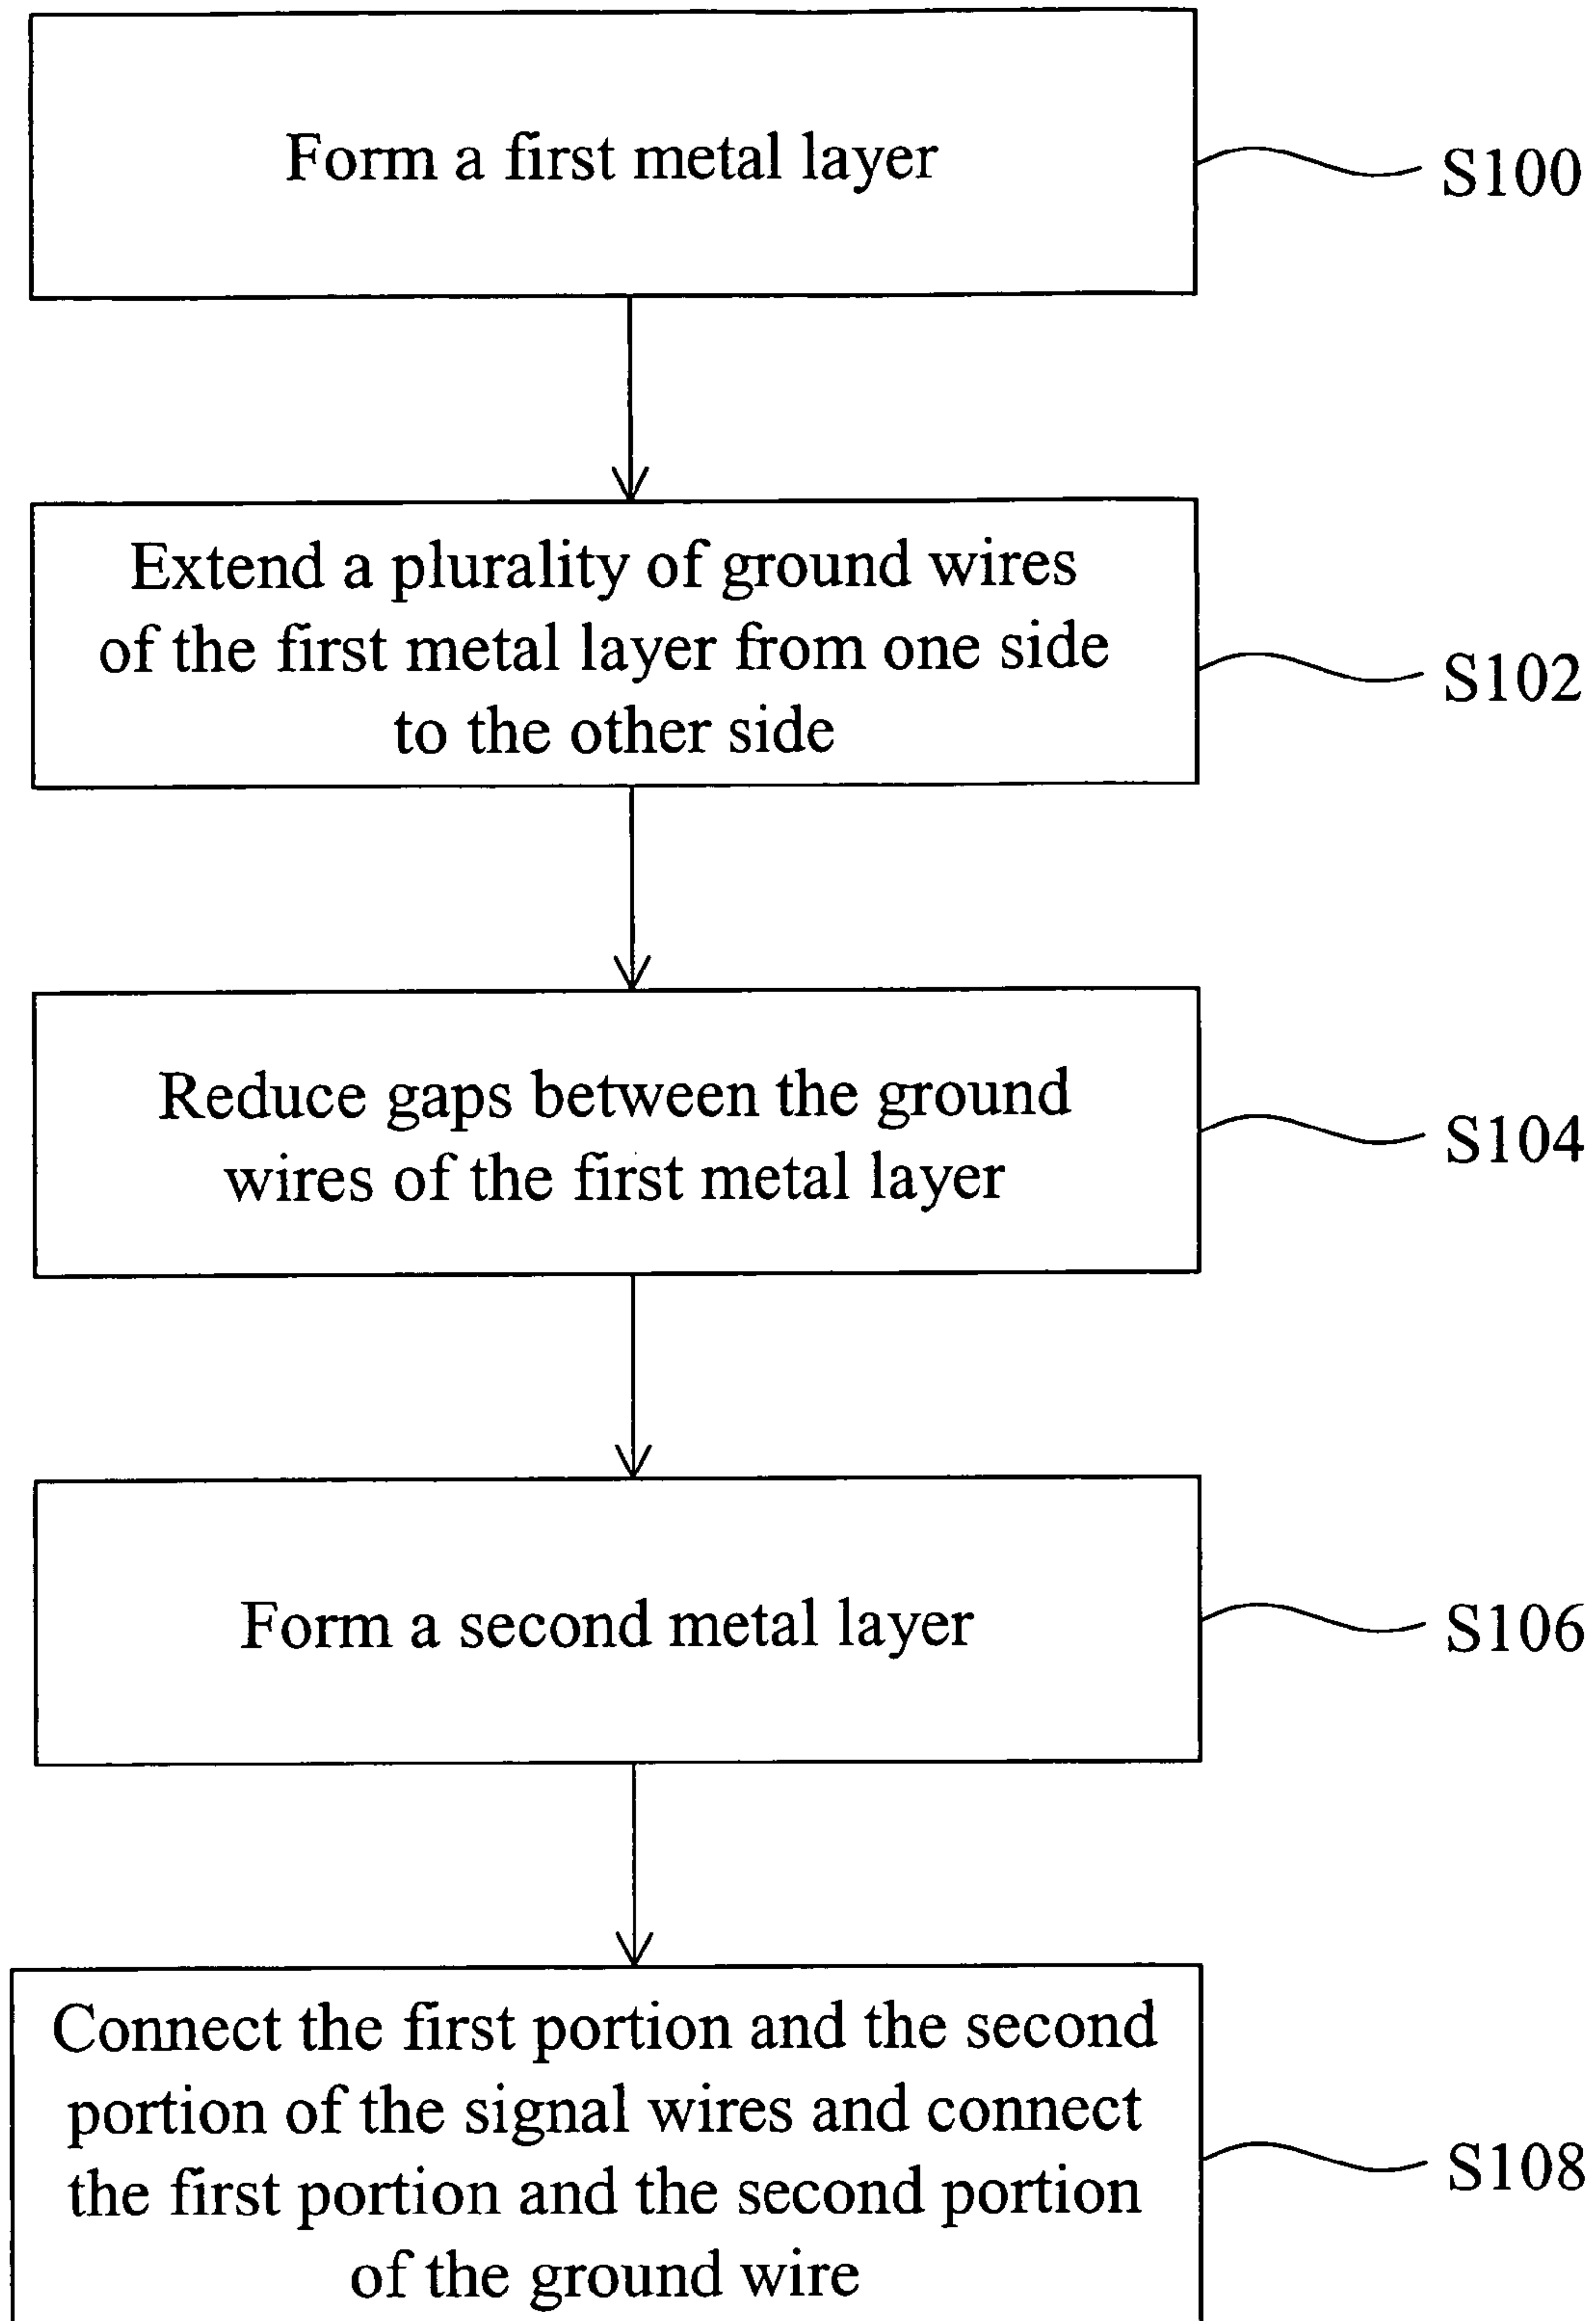 Form a first metal layer
S100
Extend a plurality of ground wires
of the first metal layer from one side
to the other side
S102
Reduce gaps between the ground
wires of the first metal layer
S104
Form a second metal layer
S106
Connect the first portion and the second
portion of the signal wires and connect
the first portion and the second portion
of the ground wire
S108